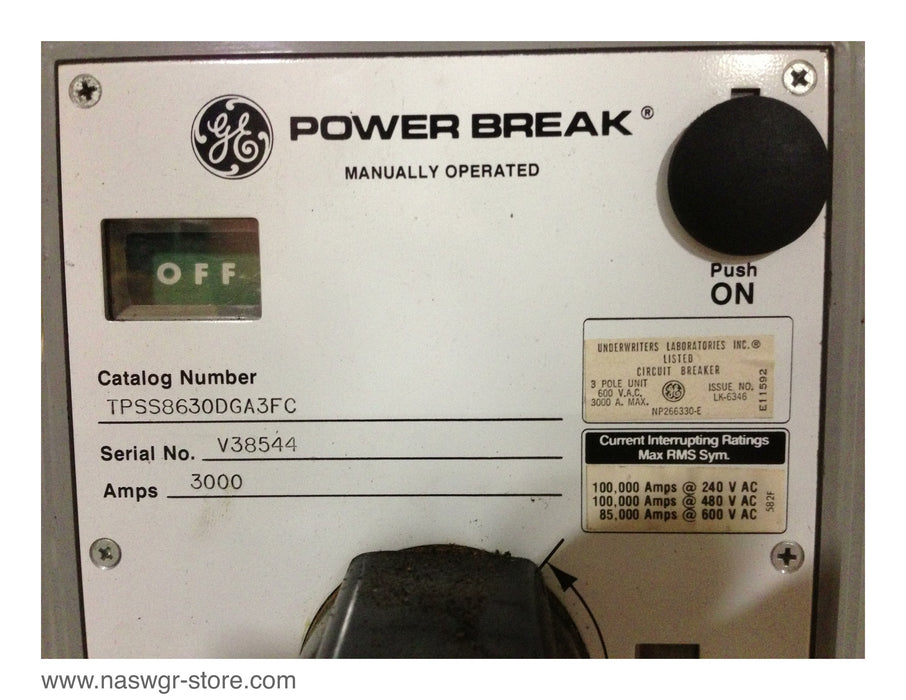 GE POWER BREAK ®
MANUALLY OPERATED
OFF
Push
ON
UNDERWRITERS LABORATORIES INC.®
LISTED
CIRCUIT BREAKER
3 POLE UNIT
600 V.A.C.
3000 A. MAX.
ISSUE NO.
LK-6346
E11592
NP266330-E
Catalog Number
TPSS8630DGA3FC
Serial No. V38544
Amps 3000
Current Interrupting Ratings
Max RMS Sym.
100,000 Amps @ 240 V AC
100,000 Amps @ 480 V AC
85,000 Amps @ 600 V AC
582F
www.naswgr-store.com